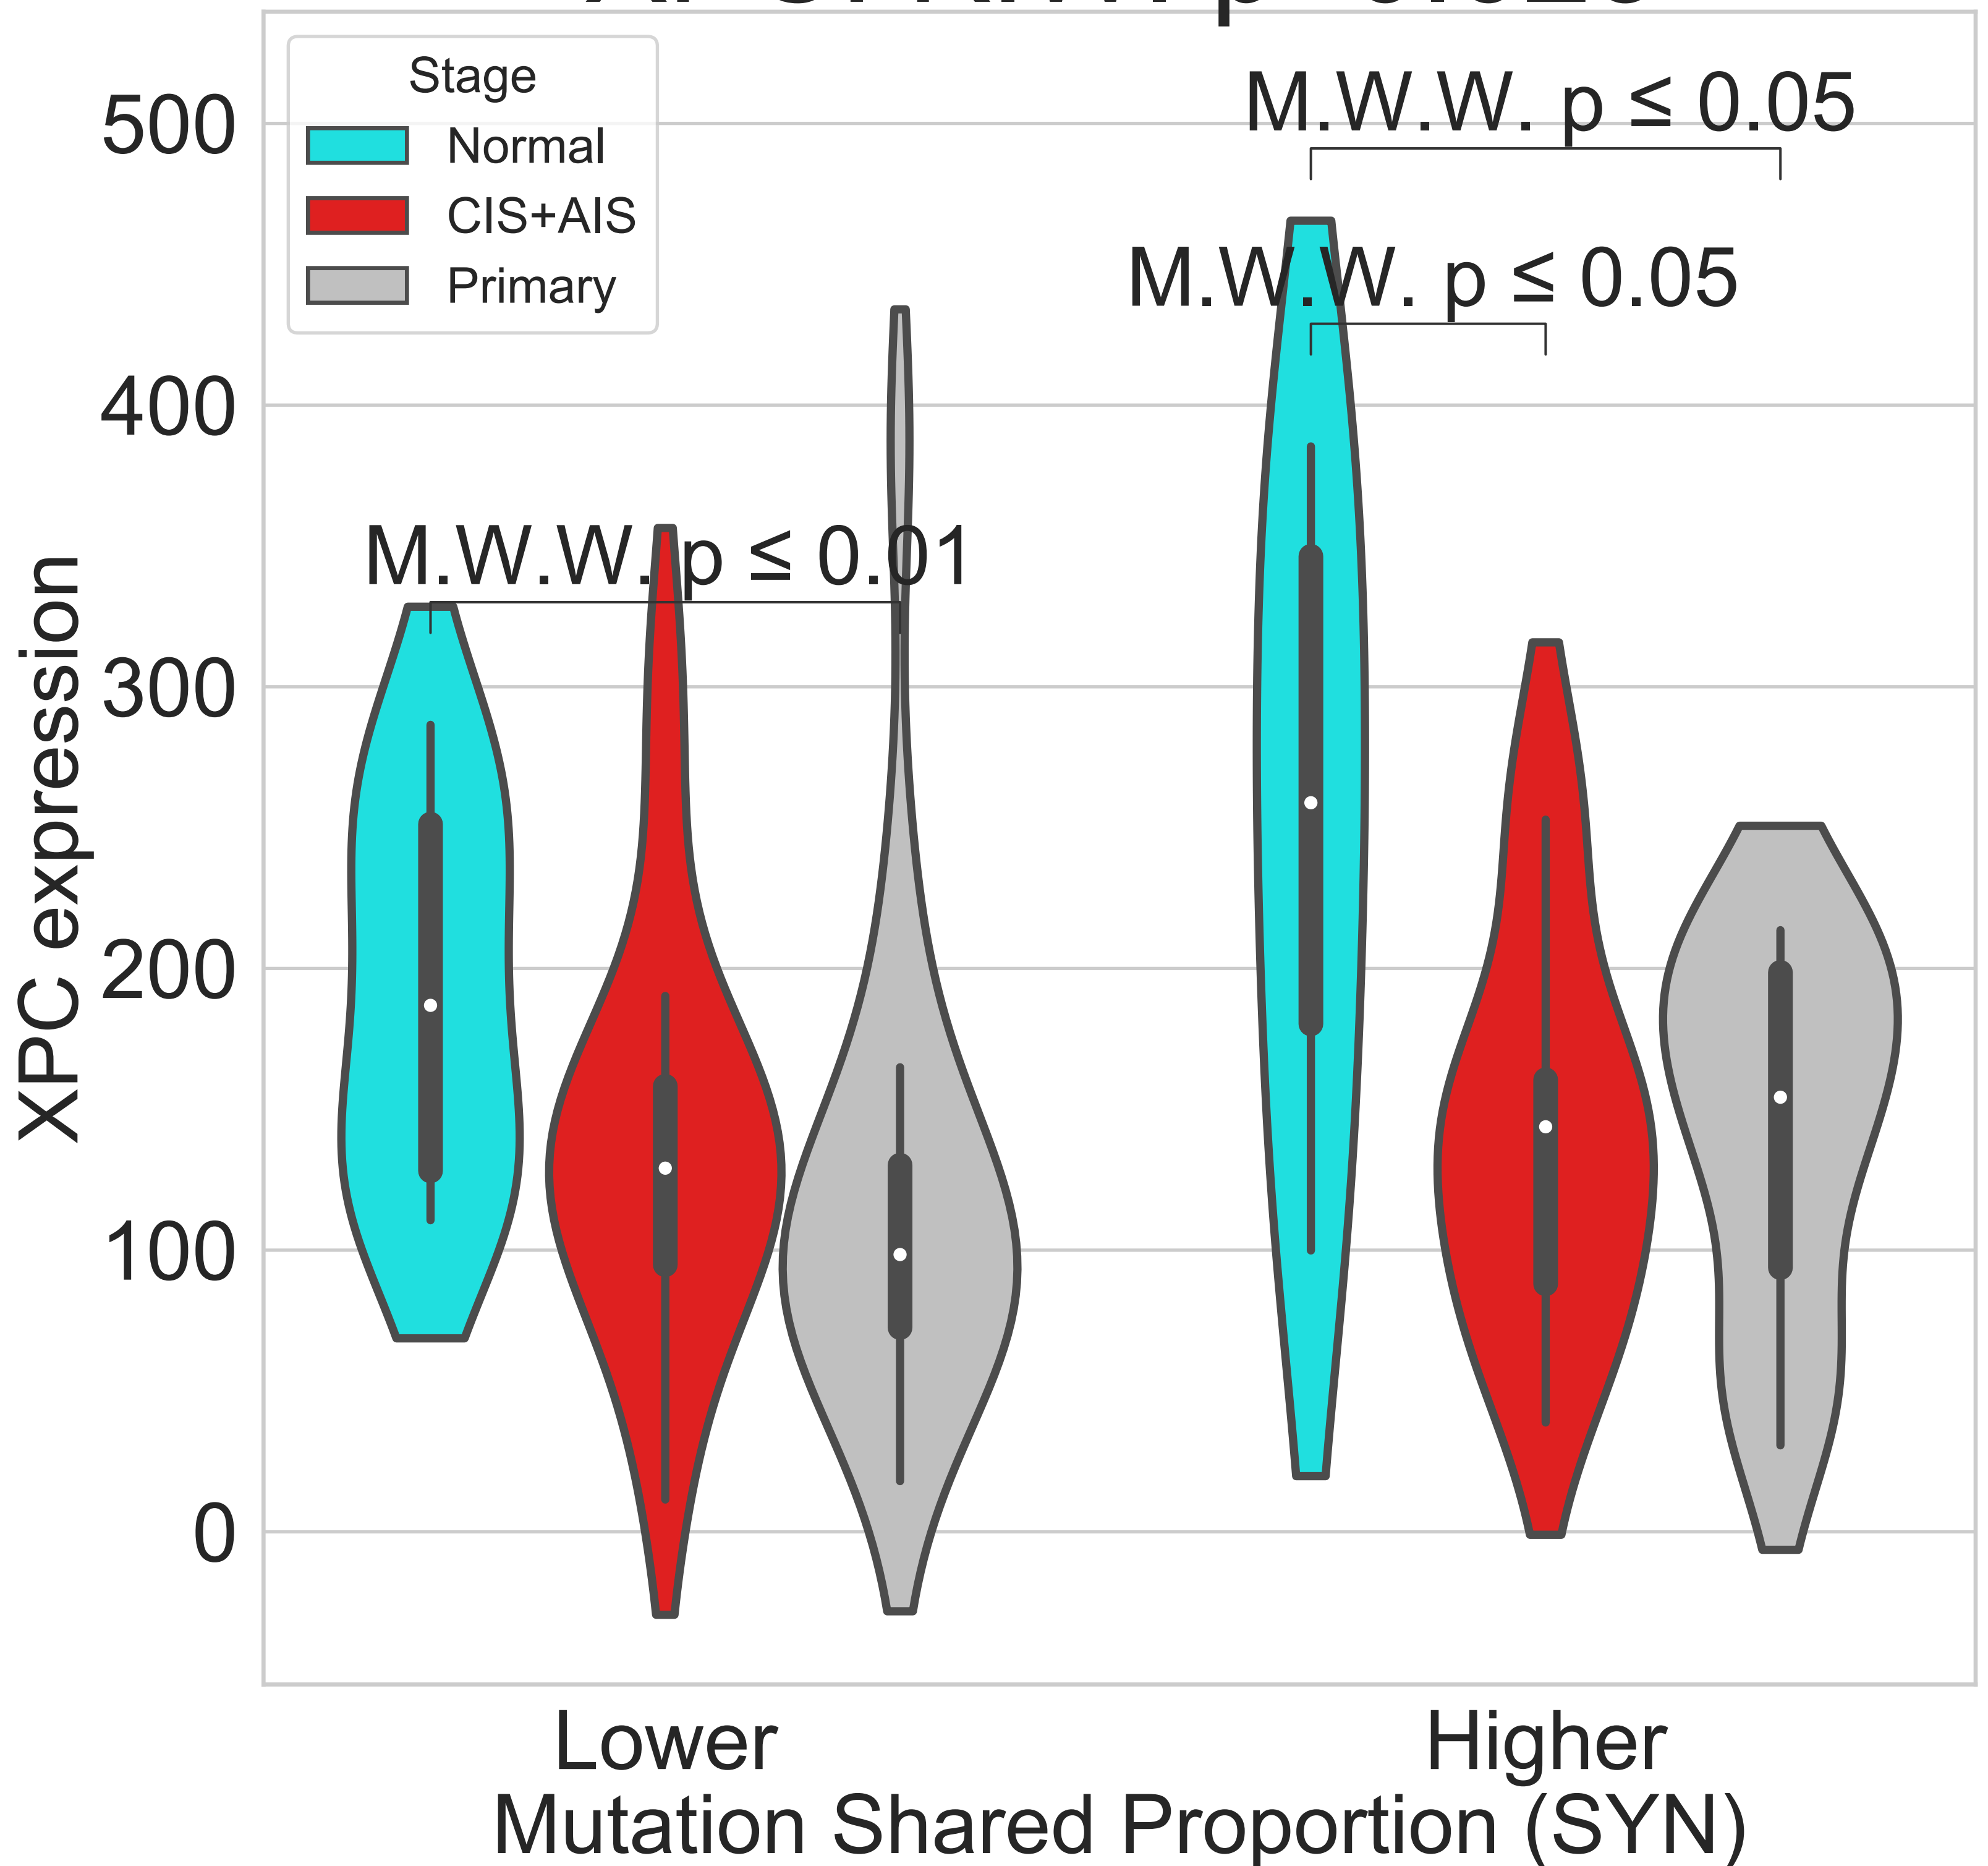 Stage
Normal
CIS+AIS
Primary
M.W.W. p ≤ 0.05
M.W.W. p ≤ 0.05
M.W.W. p ≤ 0.01
500
400
300
200
100
0
XPC expression
Lower
Higher
Mutation Shared Proportion (SYN)